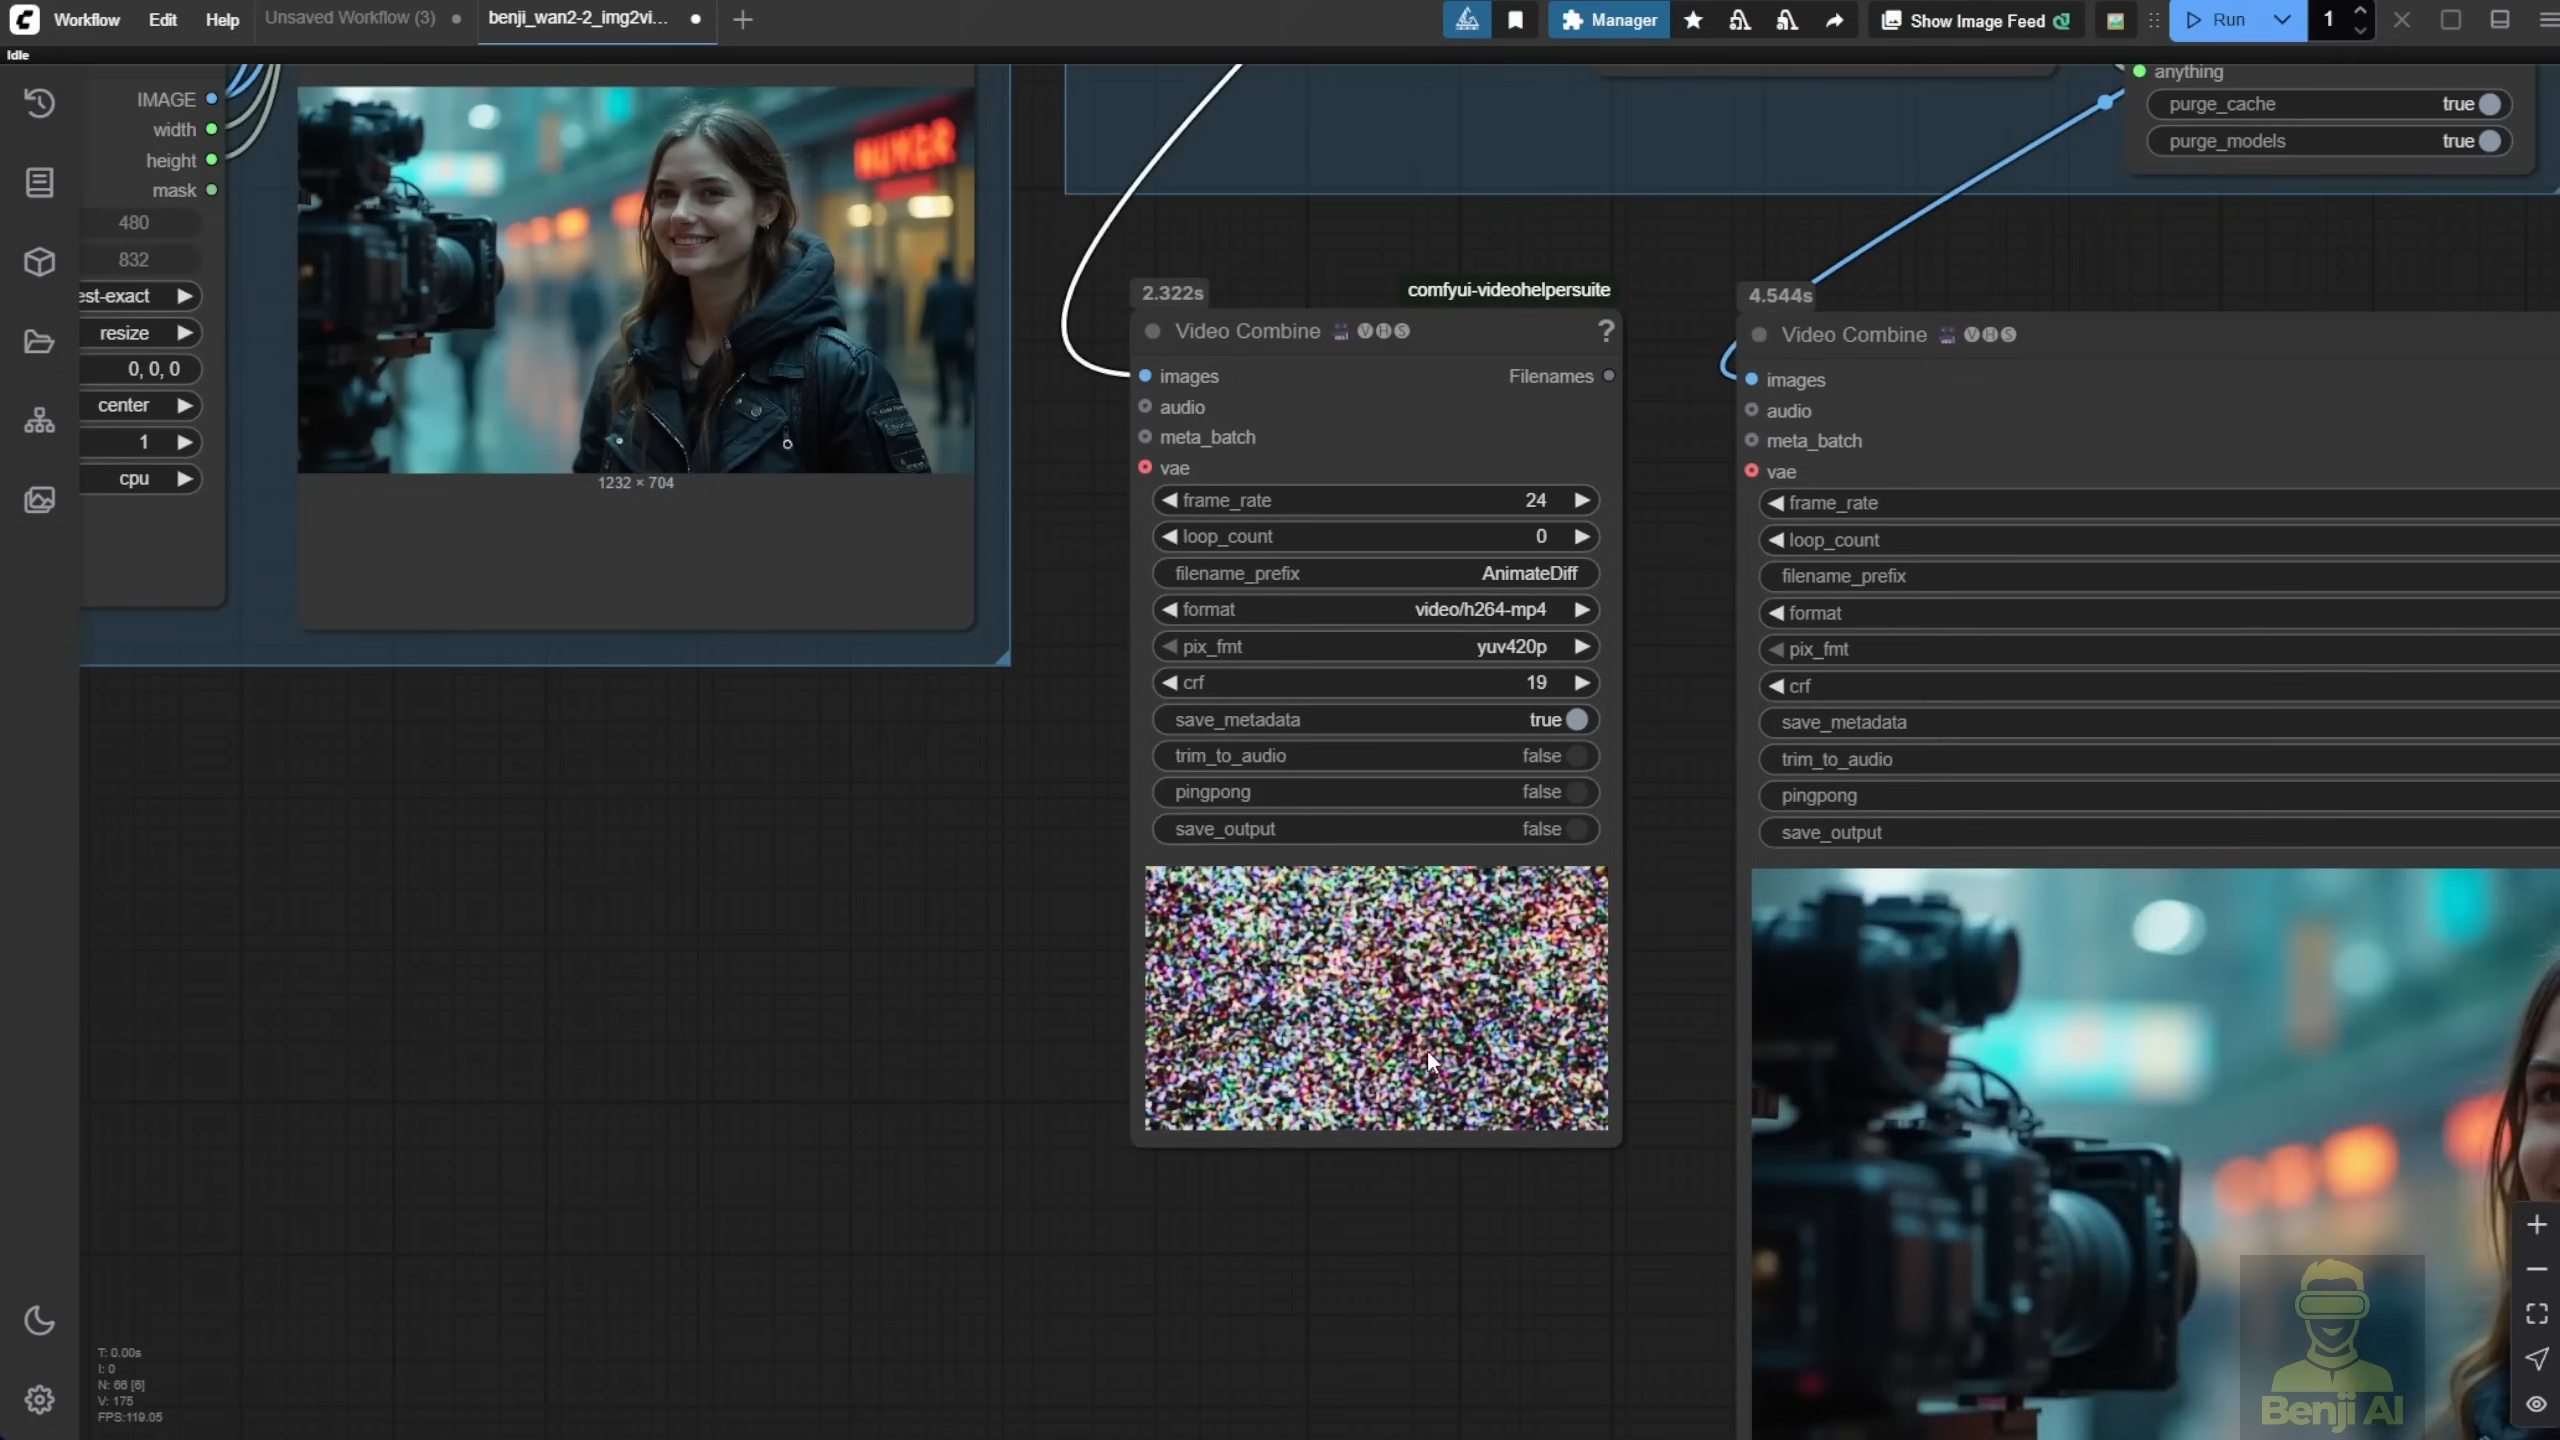 Workflow
Edit
Help
Unsaved Workflow (3)
benji_wan2-2_img2vi...
Manager
Show Image Feed
Run
1
Idle
IMAGE
width
height
mask
480
832
est-exact
resize
0, 0, 0
center
1
cpu
1232 × 704
anything
purge_cache true
purge_models true
2.322s
comfyui-videohelpersuite
Video Combine VHS ?
images Filenames
audio
meta_batch
vae
frame_rate 24
loop_count 0
filename_prefix AnimateDiff
format video/h264-mp4
pix_fmt yuv420p
crf 19
save_metadata true
trim_to_audio false
pingpong false
save_output false
4.544s
Video Combine VHS
images
audio
meta_batch
vae
frame_rate
loop_count
filename_prefix
format
pix_fmt
crf
save_metadata
trim_to_audio
pingpong
save_output
T: 0.00s
I: 0
N: 66 [6]
V: 175
FPS:119.05
Benji AI